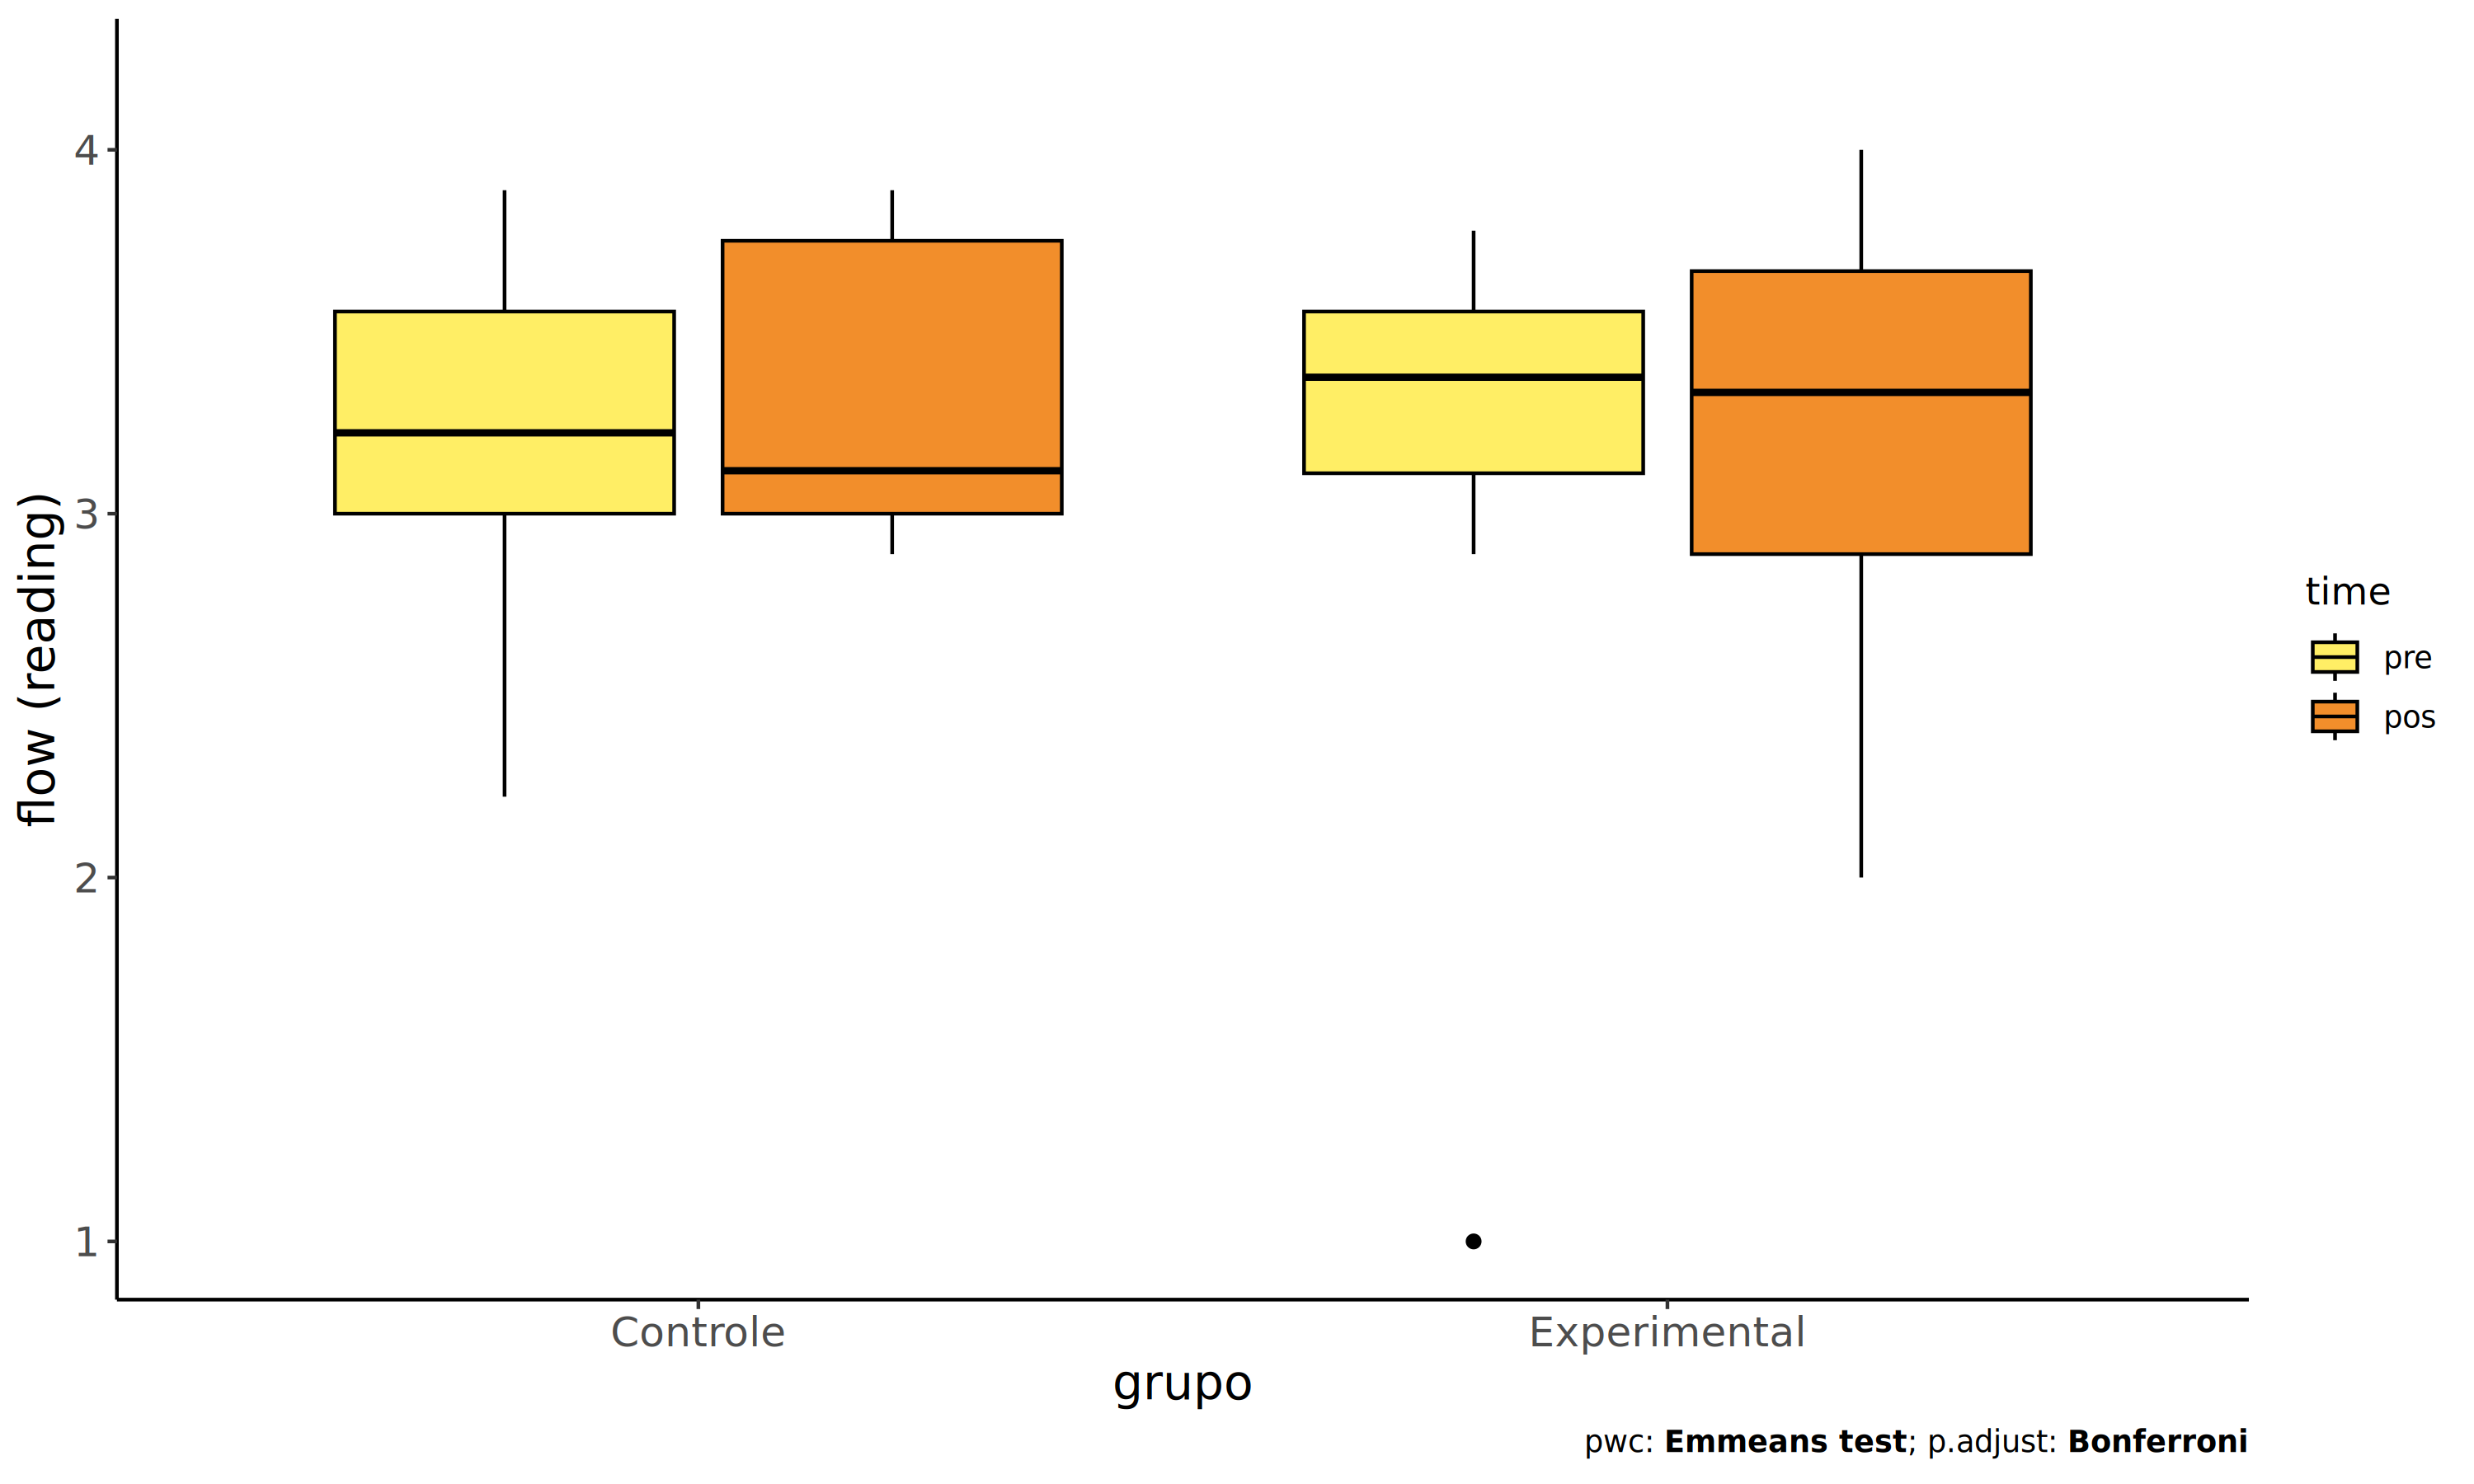 flow (reading)
4
3
2
1
Controle
Experimental
grupo
time
pre
pos
pwc: Emmeans test; p.adjust: Bonferroni